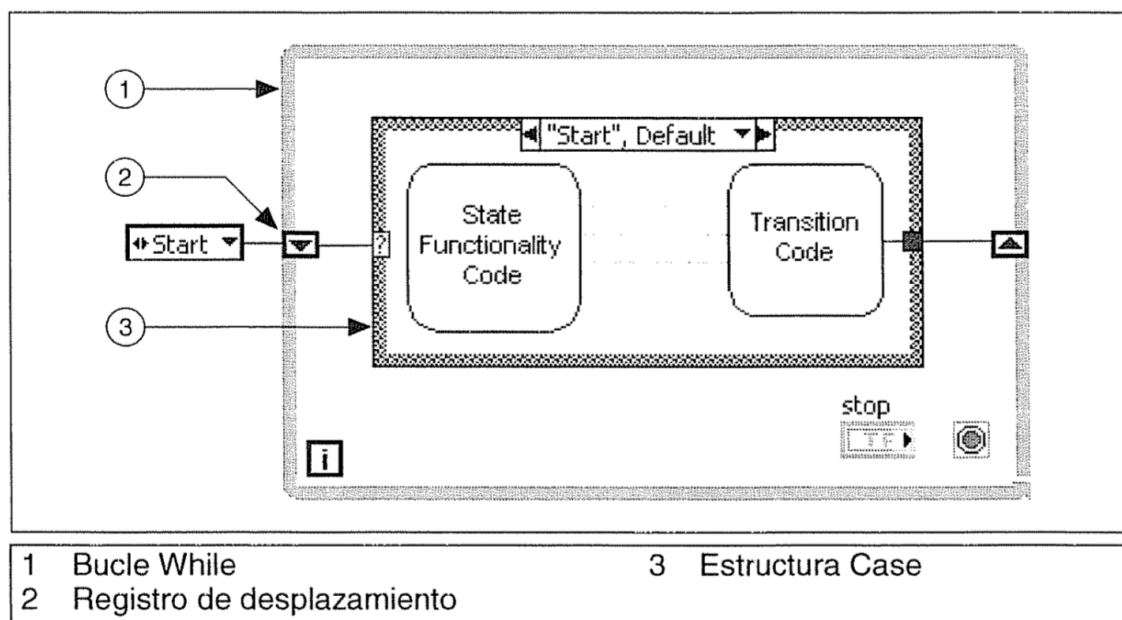 1
"Start", Default
2
State
Functionality
Code
Transition
Code
Start
?
3
stop
TF
i
1 Bucle While
3 Estructura Case
2 Registro de desplazamiento